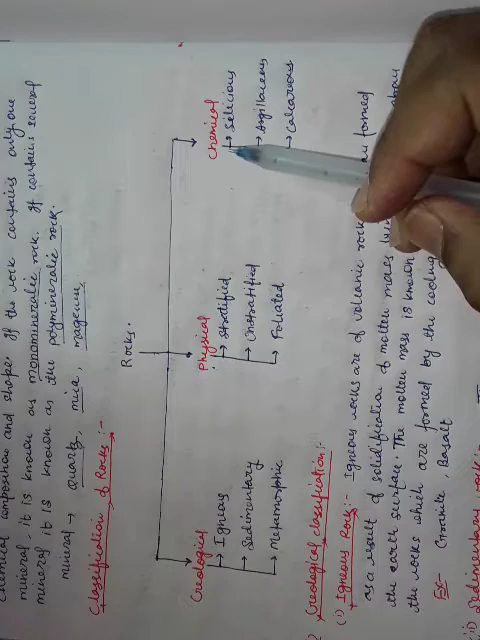 chemical composition and shape. If the rock contains only one
mineral, it is known as monomineralic rock. If contains several
mineral it is known as the polymineralic rock.
mineral → quartz, mica, magenus
Classification of Rocks:-
Rocks.
Geological Physical Chemical
Igneous Stratified Silicious
Sedimentary Unstratified Argillaceous
Metamorphic Foliated Calcarious
Geological classification:-
(i) Igneous Rock:- Igneous rocks are of volcanic rock formed
as a result of solidification of molten mass
the earth surface. The molten mass is known
the rocks which are formed by the cooling
Ex- Granite, Basalt
ii) Sedimentary rock:-